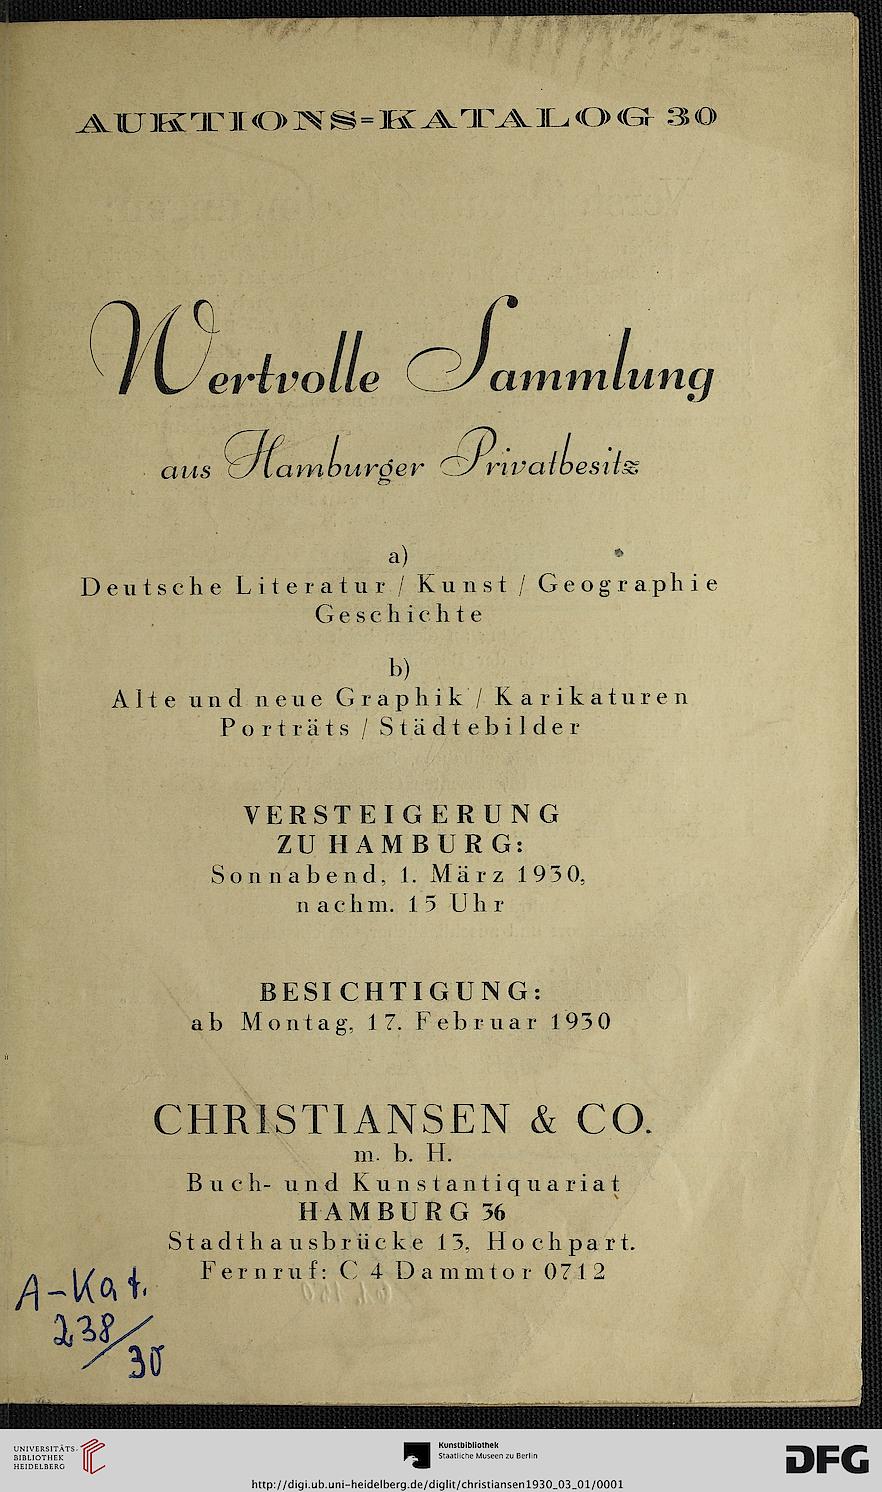 AUKTIONS=KATALOG 30
Wertvolle Sammlung
aus Hamburger Privatbesitz
a)
Deutsche Literatur / Kunst / Geographie
Geschichte
b)
Alte und neue Graphik / Karikaturen
Porträts / Städtebilder
VERSTEIGERUNG
ZU HAMBURG:
Sonnabend, 1. März 1930,
nachm. 15 Uhr
BESICHTIGUNG:
ab Montag, 17. Februar 1930
CHRISTIANSEN & CO.
m. b. H.
Buch- und Kunstantiquariat
HAMBURG 36
Stadthausbrücke 13, Hochpart.
Fernruf: C 4 Dammtor 0712
A-Kat.
238/30
UNIVERSITÄTS-
BIBLIOTHEK
HEIDELBERG
Kunstbibliothek
Staatliche Museen zu Berlin
DFG
http://digi.ub.uni-heidelberg.de/diglit/christiansen1930_03_01/0001